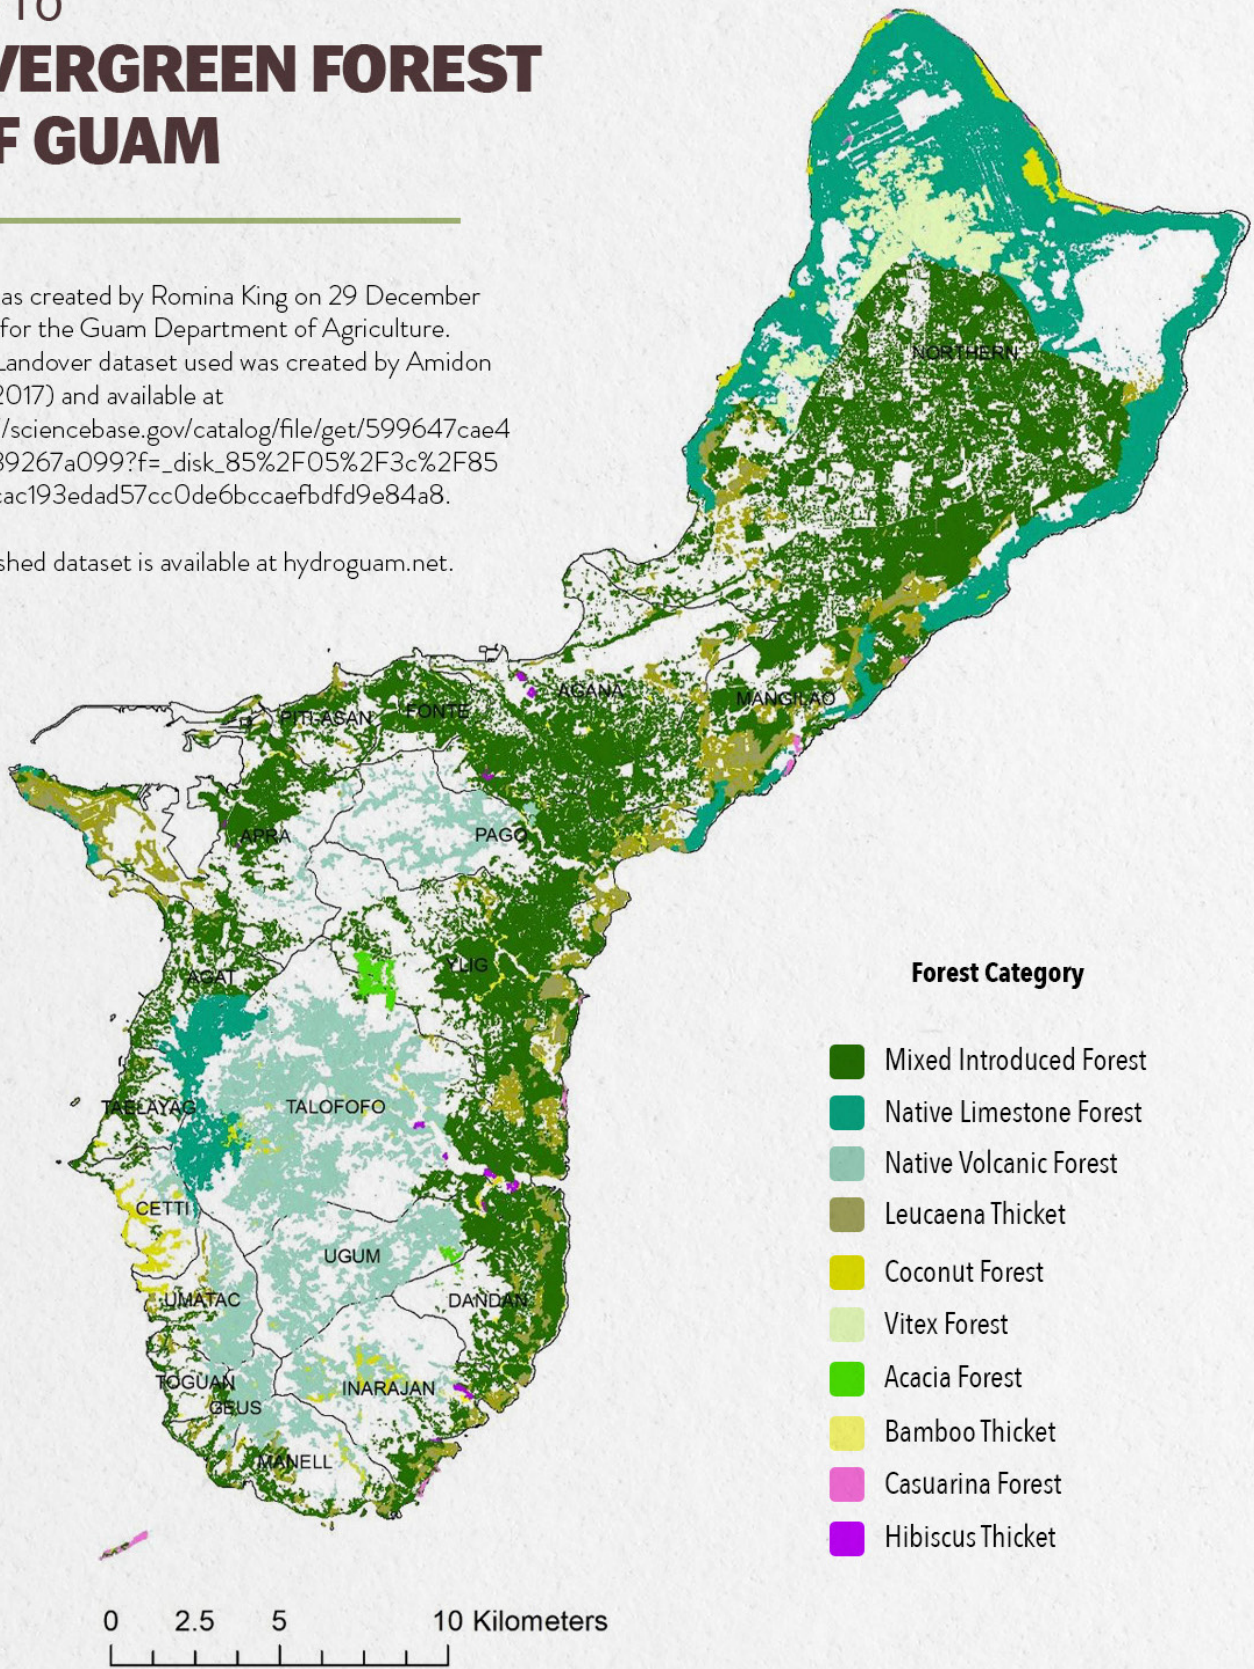 TO
VERGREEN FOREST
F GUAM
as created by Romina King on 29 December
for the Guam Department of Agriculture.
Landover dataset used was created by Amidon
2017) and available at
//sciencebase.gov/catalog/file/get/599647cae4
39267a099?f=_disk_85%2F05%2F3c%2F85
cac193edad57cc0de6bccaefbdfd9e84a8.
shed dataset is available at hydroguam.net.
NORTHERN
AGANA
MANGILAO
PITI-ASAN
FONTE
APRA
PAGO
YLIG
AGAT
TAELAYAG
TALOFOFO
CETTI
UGUM
UMATAC
DANDAN
TOGUAN
INARAJAN
GEUS
MANELL
Forest Category
Mixed Introduced Forest
Native Limestone Forest
Native Volcanic Forest
Leucaena Thicket
Coconut Forest
Vitex Forest
Acacia Forest
Bamboo Thicket
Casuarina Forest
Hibiscus Thicket
0 2.5 5 10 Kilometers